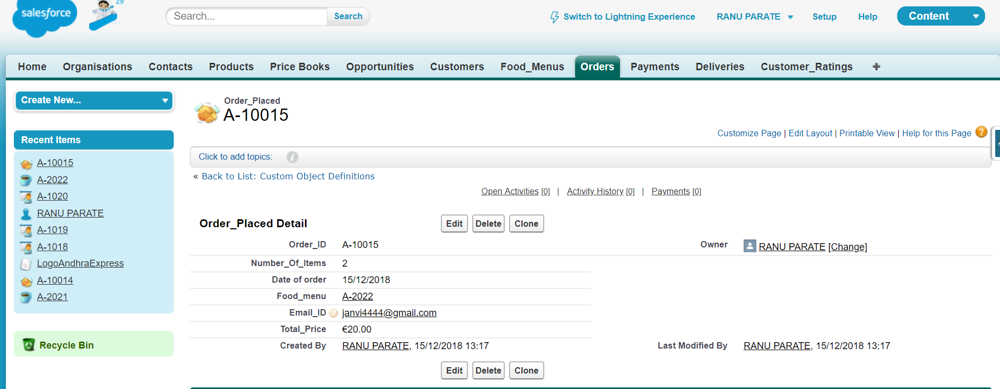 salesforce
19
Search...
Search
Switch to Lightning Experience
RANU PARATE
Setup
Help
Content
Home Organisations Contacts Products Price Books Opportunities Customers Food_Menus Orders Payments Deliveries Customer_Ratings
Create New...
Recent Items
A-10015
A-2022
A-1020
RANU PARATE
A-1019
A-1018
LogoAndhraExpress
A-10014
A-2021
Recycle Bin
Order_Placed
A-10015
Customize Page | Edit Layout | Printable View | Help for this Page ?
Click to add topics: i
« Back to List: Custom Object Definitions
Open Activities [0] | Activity History [0] | Payments [0]
Order_Placed Detail Edit Delete Clone
Order_ID A-10015 Owner RANU PARATE [Change]
Number_Of_Items 2
Date of order 15/12/2018
Food_menu A-2022
Email_ID ? janvi4444@gmail.com
Total_Price €20.00
Created By RANU PARATE, 15/12/2018 13:17 Last Modified By RANU PARATE, 15/12/2018 13:17
Edit Delete Clone